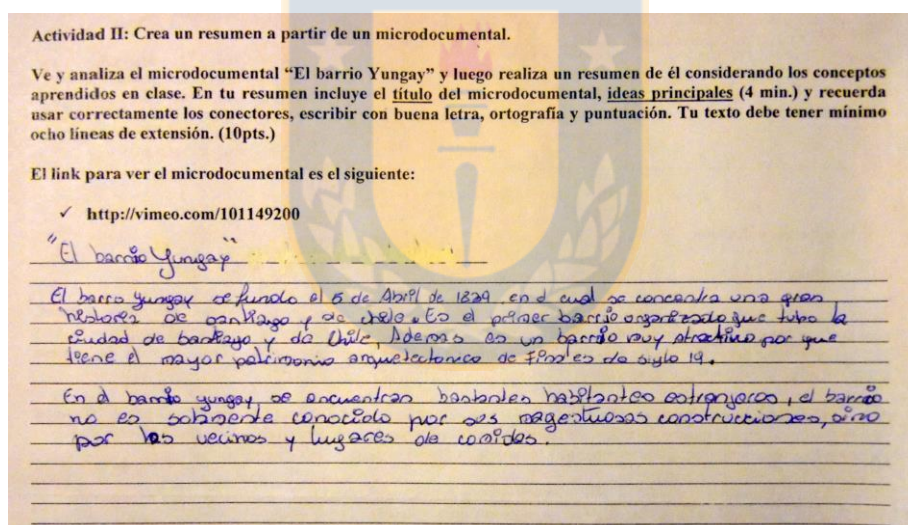 Actividad II: Crea un resumen a partir de un microdocumental.
Ve y analiza el microdocumental “El barrio Yungay” y luego realiza un resumen de él considerando los conceptos
aprendidos en clase. En tu resumen incluye el título del microdocumental, ideas principales (4 min.) y recuerda
usar correctamente los conectores, escribir con buena letra, ortografía y puntuación. Tu texto debe tener mínimo
ocho líneas de extensión. (10pts.)
El link para ver el microdocumental es el siguiente:
✓ http://vimeo.com/101149200
"El barrio Yungay"
El barrio yungay se fundo el 5 de Abril de 1839 en el cual se concentra una gran
historia de santiago y de chile. Es el primer barrio organizado que tubo la
ciudad de santiago y de Chile, Ademas es un barrio muy atractivo por que
tiene el mayor patrimonio arquetectonico de fines de siglo 19.
En el barrio yungay, se encuentran bastantes habitantes extranjeros, el barrio
no es solamente conocido por sus magestuosas construcciones, sino
por los vecinos y lugares de comidas.